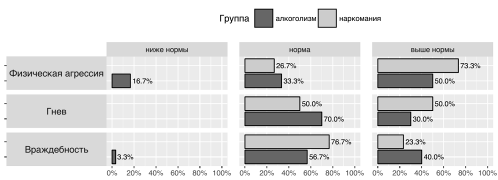 Группа алкоголизм наркомания
ниже нормы норма выше нормы
Физическая агрессия 16.7% 26.7% 33.3% 73.3% 50.0%
Гнев 50.0% 70.0% 50.0% 30.0%
Враждебность 3.3% 76.7% 56.7% 23.3% 40.0%
0% 20% 40% 60% 80% 100% 0% 20% 40% 60% 80% 100% 0% 20% 40% 60% 80% 100%